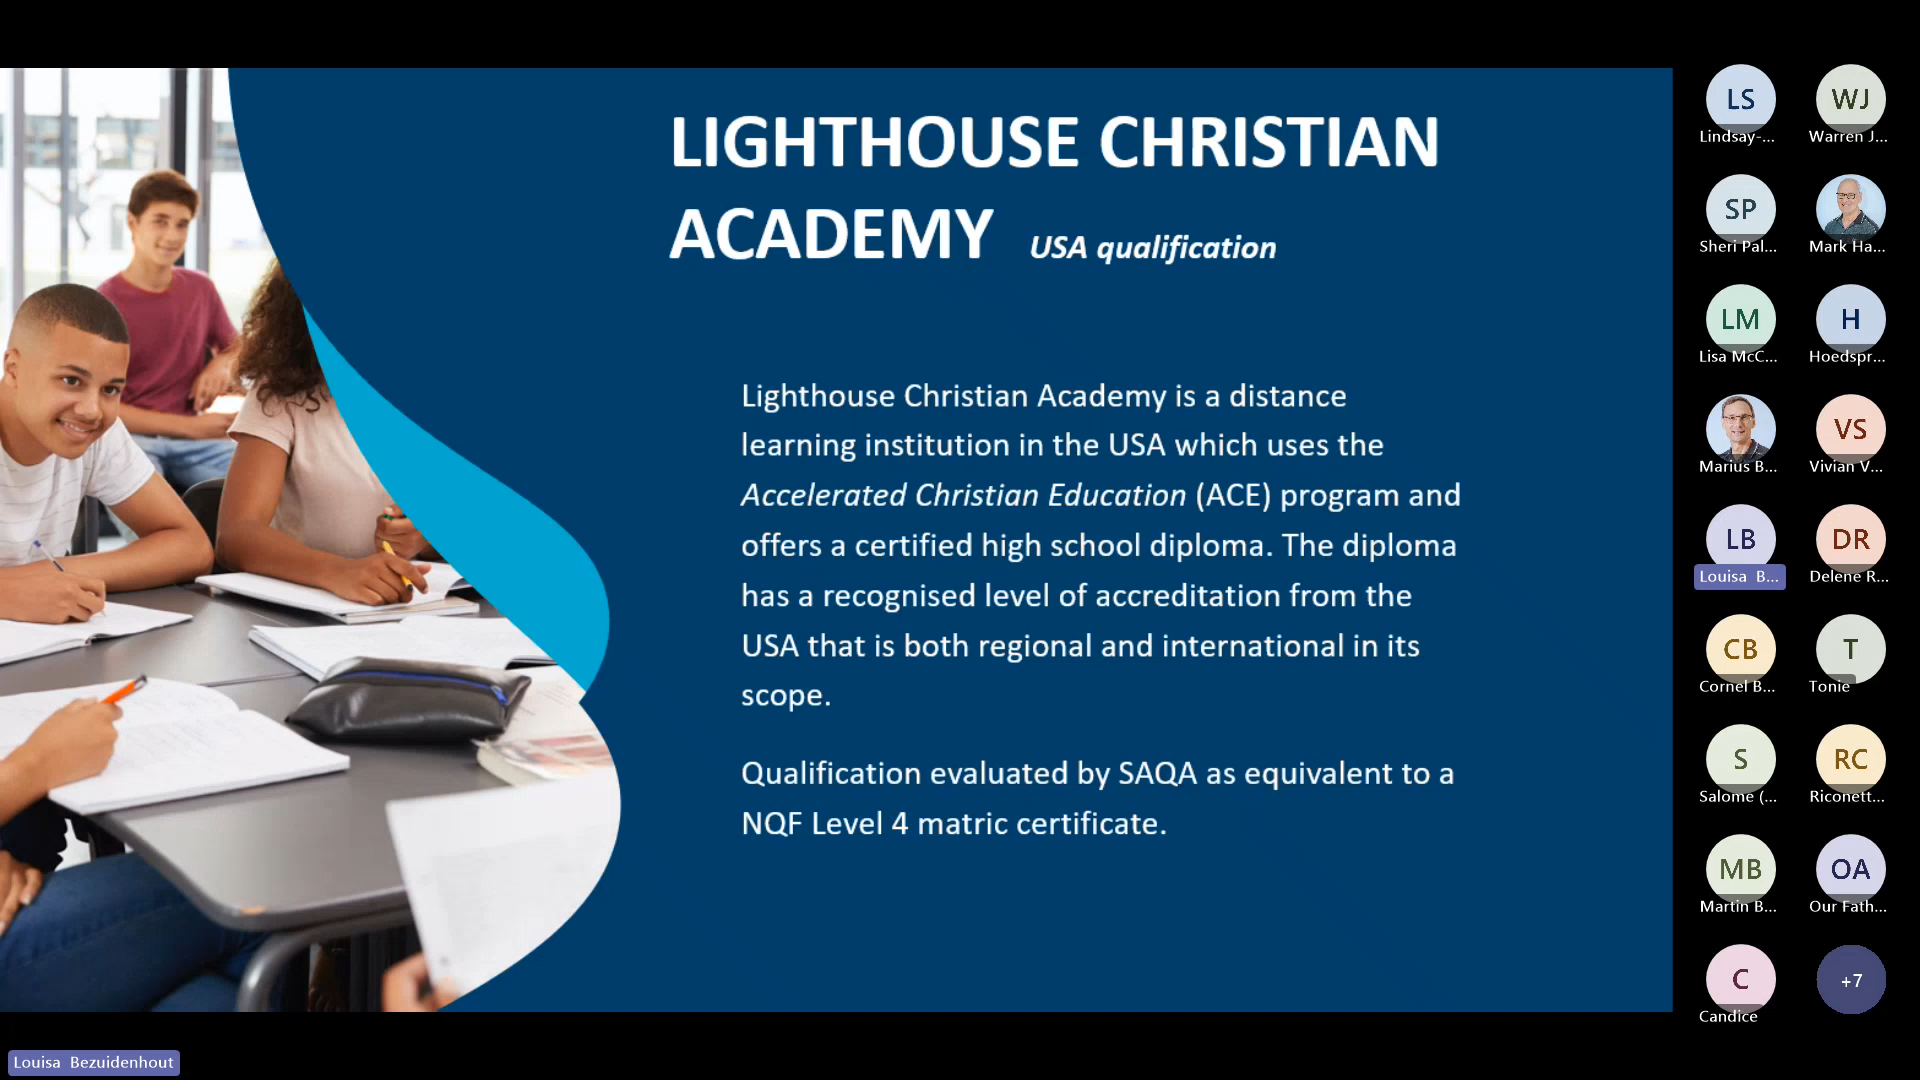 LIGHTHOUSE CHRISTIAN
ACADEMY USA qualification
Lighthouse Christian Academy is a distance
learning institution in the USA which uses the
Accelerated Christian Education (ACE) program and
offers a certified high school diploma. The diploma
has a recognised level of accreditation from the
USA that is both regional and international in its
scope.
Qualification evaluated by SAQA as equivalent to a
NQF Level 4 matric certificate.
LS
Lindsay-...
WJ
Warren J...
SP
Sheri Pal...
Mark Ha...
LM
Lisa McC...
H
Hoedspr...
Marius B...
VS
Vivian V...
LB
Louisa B...
DR
Delene R...
CB
Cornel B...
T
Tonie
S
Salome (...
RC
Riconett...
MB
Martin B...
OA
Our Fath...
C
Candice
+7
Louisa Bezuidenhout